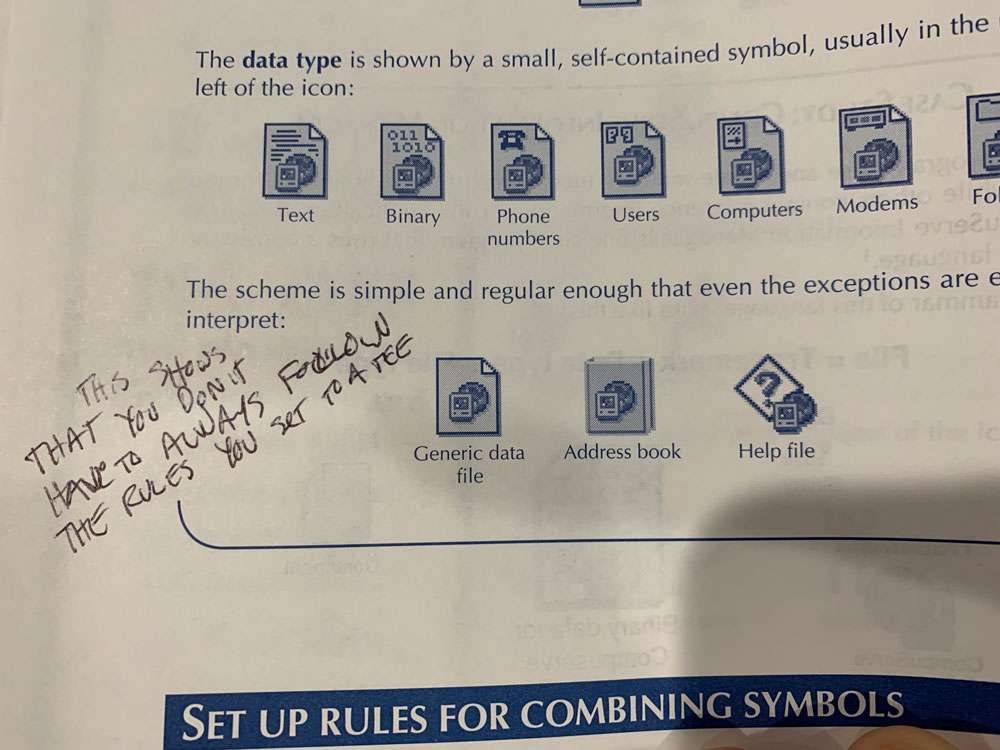 The data type is shown by a small, self-contained symbol, usually in the
left of the icon:
011
1010
Text
Binary
Phone
numbers
Users
Computers
Modems
The scheme is simple and regular enough that even the exceptions are
interpret:
THIS SHOWS
THAT YOU DON'T
HAVE TO ALWAYS FOLLOW
THE RULES YOU SET TO A TEE
?
Generic data
file
Address book
Help file
SET UP RULES FOR COMBINING SYMBOLS